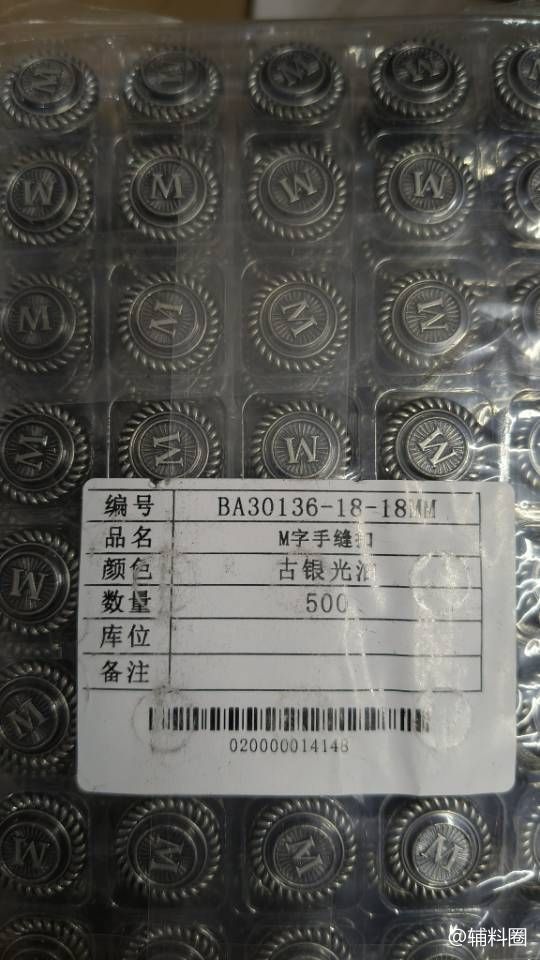 编号 BA30136-18-18MM
品名 M字手缝扣
颜色 古银光油
数量 500
库位
备注
020000014148
@辅料圈